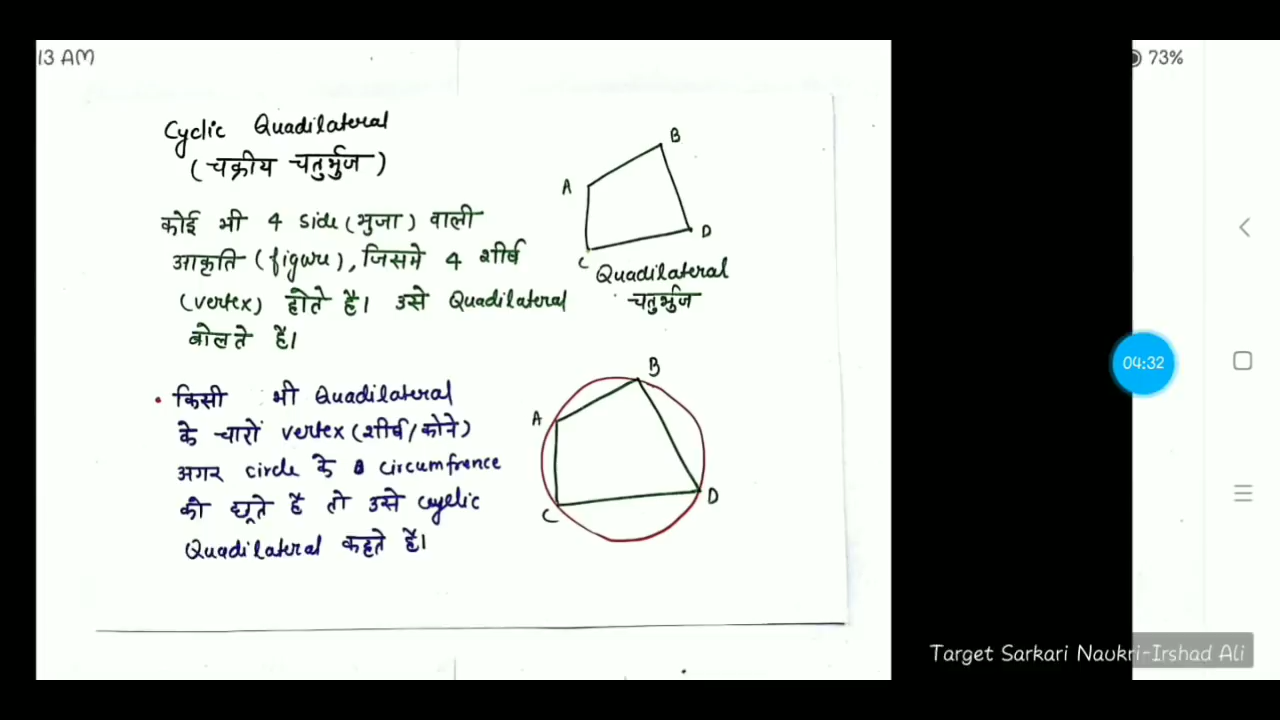 13 AM
73%
Cyclic Quadilateral
(चक्रीय चतुर्भुज)
कोई भी 4 side (भुजा) वाली
आकृति (figure), जिसमे 4 शीर्ष
(vertex) होते है। उसे Quadilateral
बोलते हैं।
A
B
C
D
Quadilateral
चतुर्भुज
• किसी भी Quadilateral
के चारों vertex (शीर्ष/कोने)
अगर circle के circumfrence
को छूते है तो उसे cyclic
Quadilateral कहते हैं।
A
B
C
D
04:32
Target Sarkari Naukri-Irshad Ali